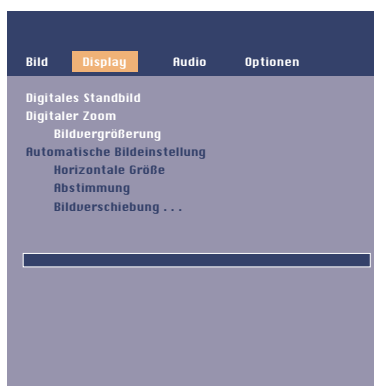 Bild Display Audio Optionen
Digitales Standbild
Digitaler Zoom
Bildvergrößerung
Automatische Bildeinstellung
Horizontale Größe
Abstimmung
Bildverschiebung . . .